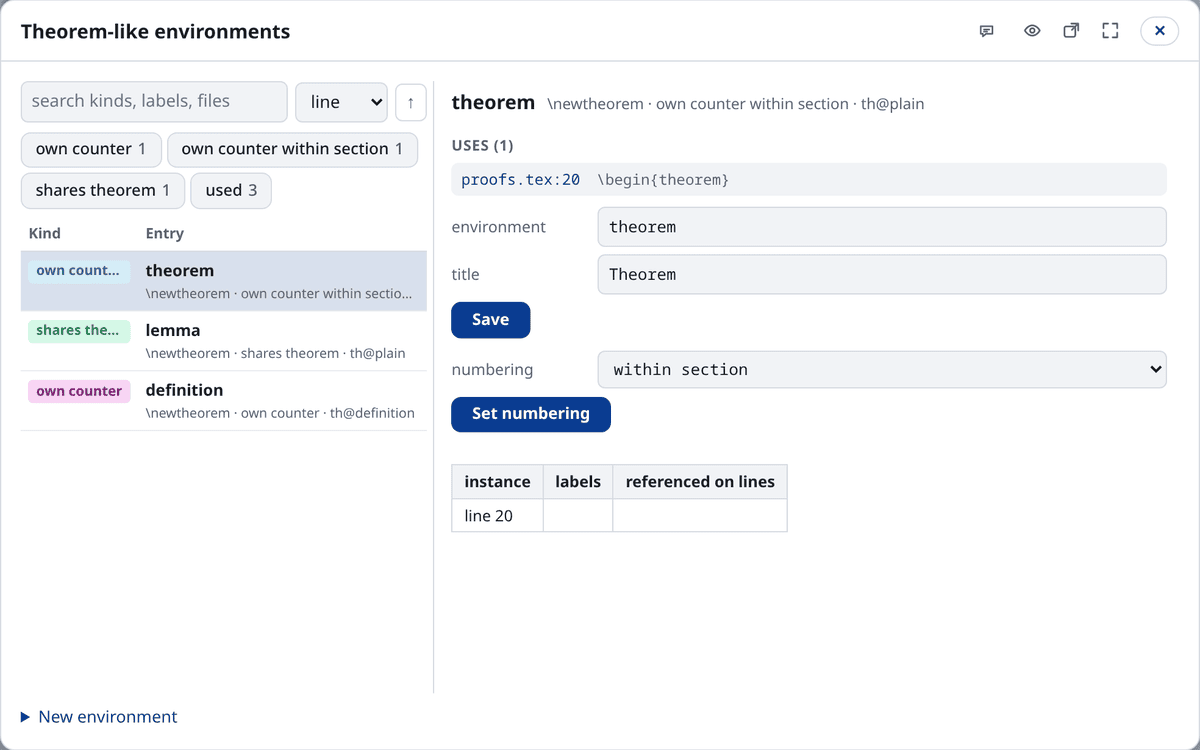 Theorem-like environments
search kinds, labels, files
line
↑
own counter 1
own counter within section 1
shares theorem 1
used 3
Kind
Entry
own count...
theorem
\newtheorem · own counter within sectio...
shares the...
lemma
\newtheorem · shares theorem · th@plain
own counter
definition
\newtheorem · own counter · th@definition
New environment
theorem \newtheorem · own counter within section · th@plain
USES (1)
proofs.tex:20 \begin{theorem}
environment
theorem
title
Theorem
Save
numbering
within section
Set numbering
instance labels referenced on lines
line 20